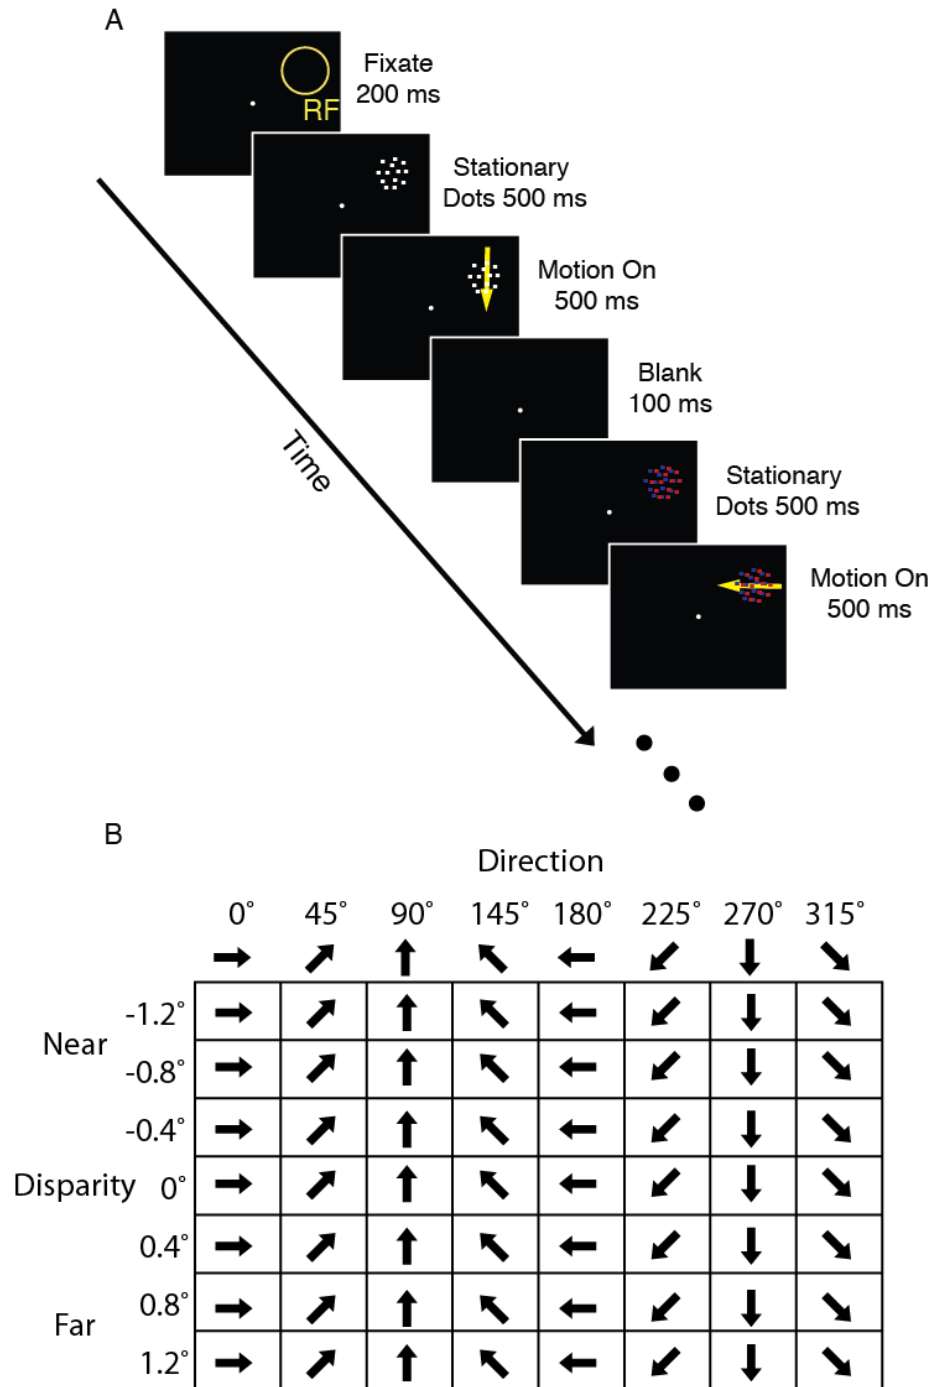 A
Fixate
200 ms
RF
Stationary
Dots 500 ms
Motion On
500 ms
Blank
100 ms
Time
Stationary
Dots 500 ms
Motion On
500 ms
B
Direction
0° 45° 90° 145° 180° 225° 270° 315°
-1.2°
Near
-0.8°
-0.4°
Disparity 0°
0.4°
0.8°
Far
1.2°